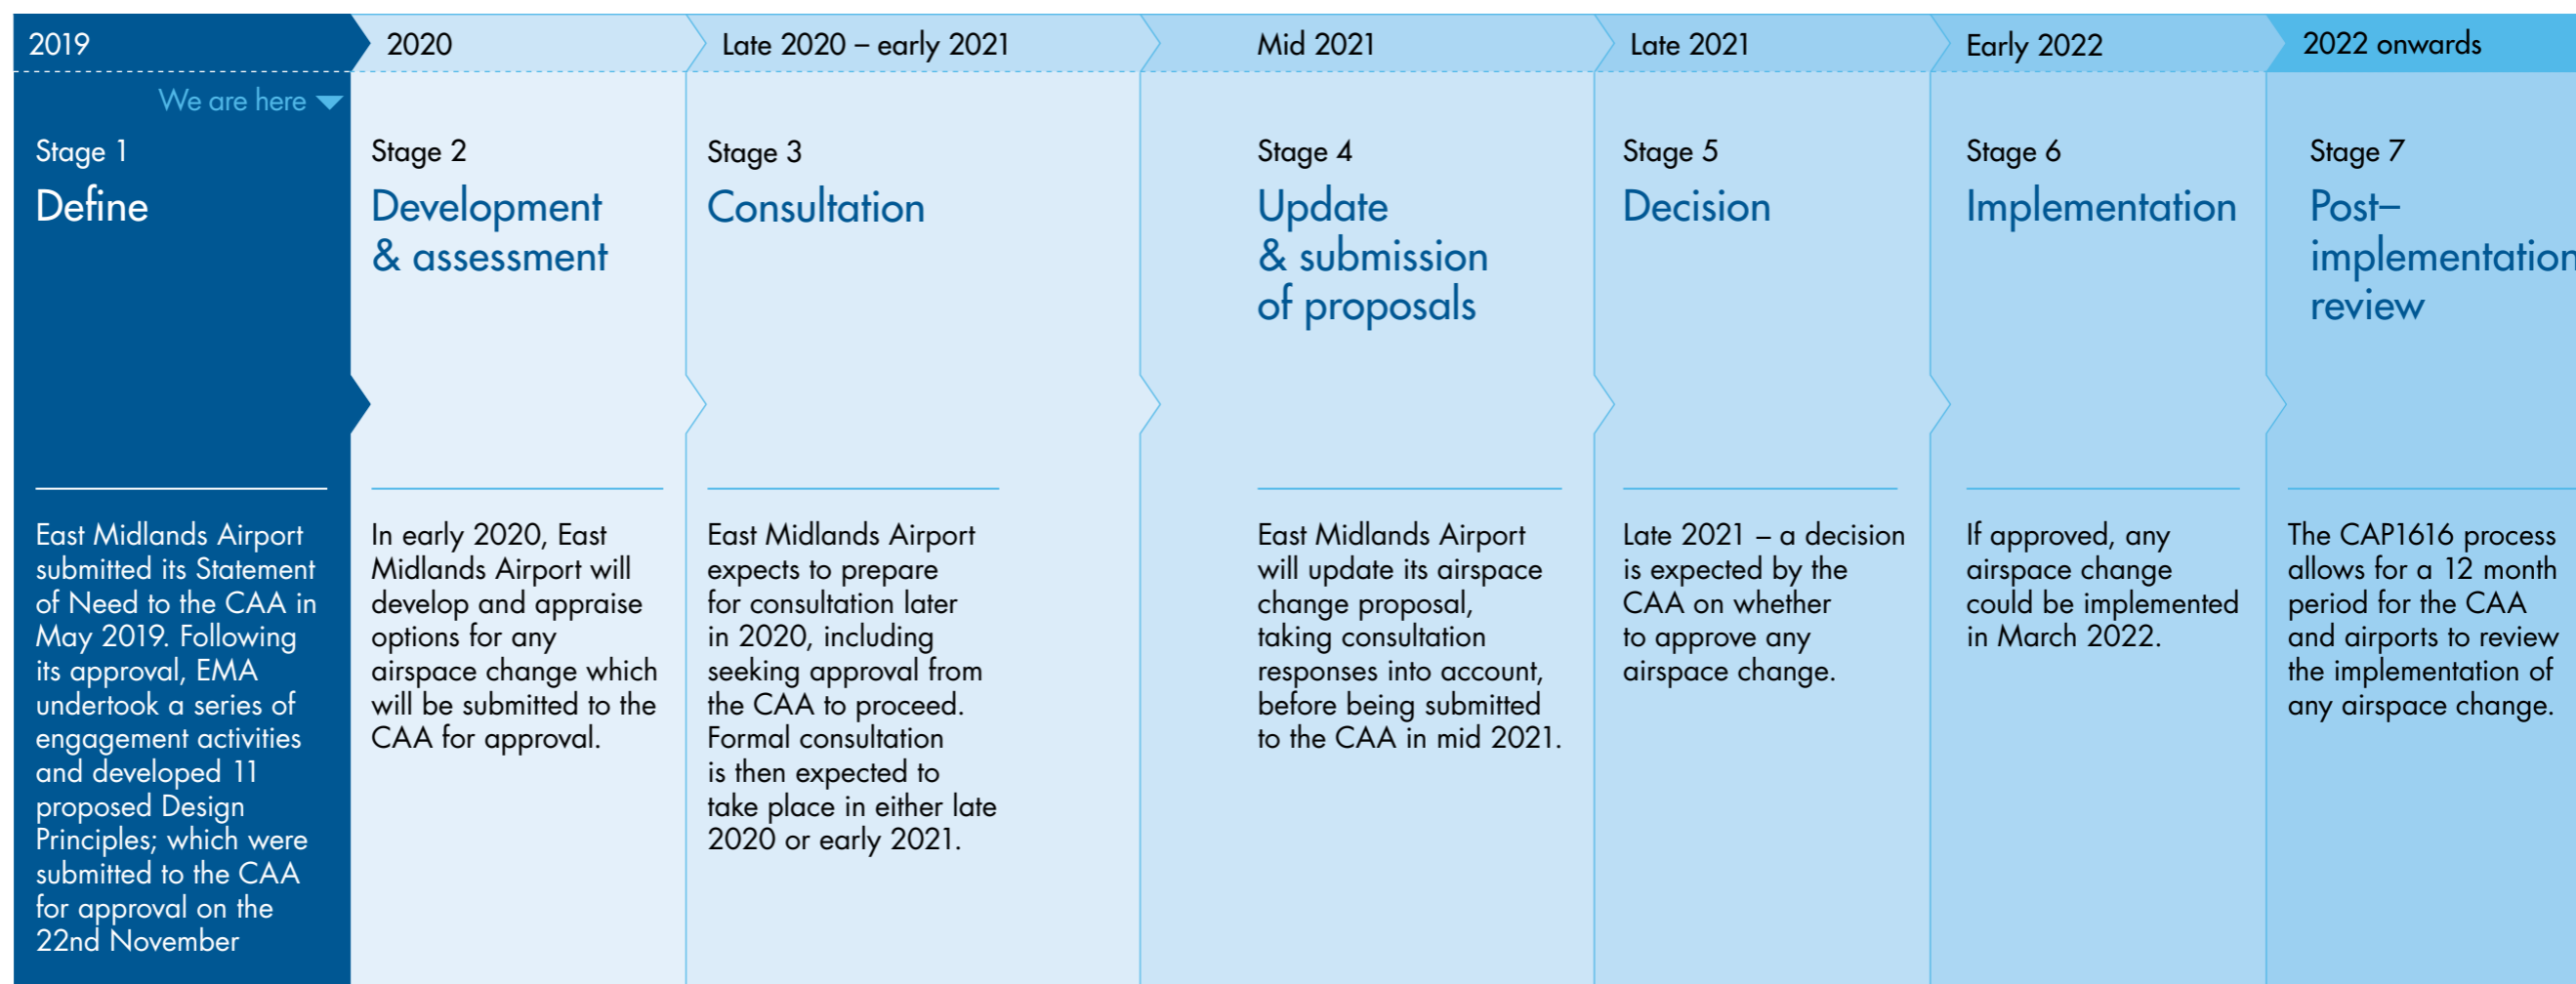 2019
2020
Late 2020 – early 2021
Mid 2021
Late 2021
Early 2022
2022 onwards
We are here
Stage 1
Define
East Midlands Airport
submitted its Statement
of Need to the CAA in
May 2019. Following
its approval, EMA
undertook a series of
engagement activities
and developed 11
proposed Design
Principles; which were
submitted to the CAA
for approval on the
22nd November
Stage 2
Development
& assessment
In early 2020, East
Midlands Airport will
develop and appraise
options for any
airspace change which
will be submitted to the
CAA for approval.
Stage 3
Consultation
East Midlands Airport
expects to prepare
for consultation later
in 2020, including
seeking approval from
the CAA to proceed.
Formal consultation
is then expected to
take place in either late
2020 or early 2021.
Stage 4
Update
& submission
of proposals
East Midlands Airport
will update its airspace
change proposal,
taking consultation
responses into account,
before being submitted
to the CAA in mid 2021.
Stage 5
Decision
Late 2021 – a decision
is expected by the
CAA on whether
to approve any
airspace change.
Stage 6
Implementation
If approved, any
airspace change
could be implemented
in March 2022.
Stage 7
Post–
implementation
review
The CAP1616 process
allows for a 12 month
period for the CAA
and airports to review
the implementation of
any airspace change.